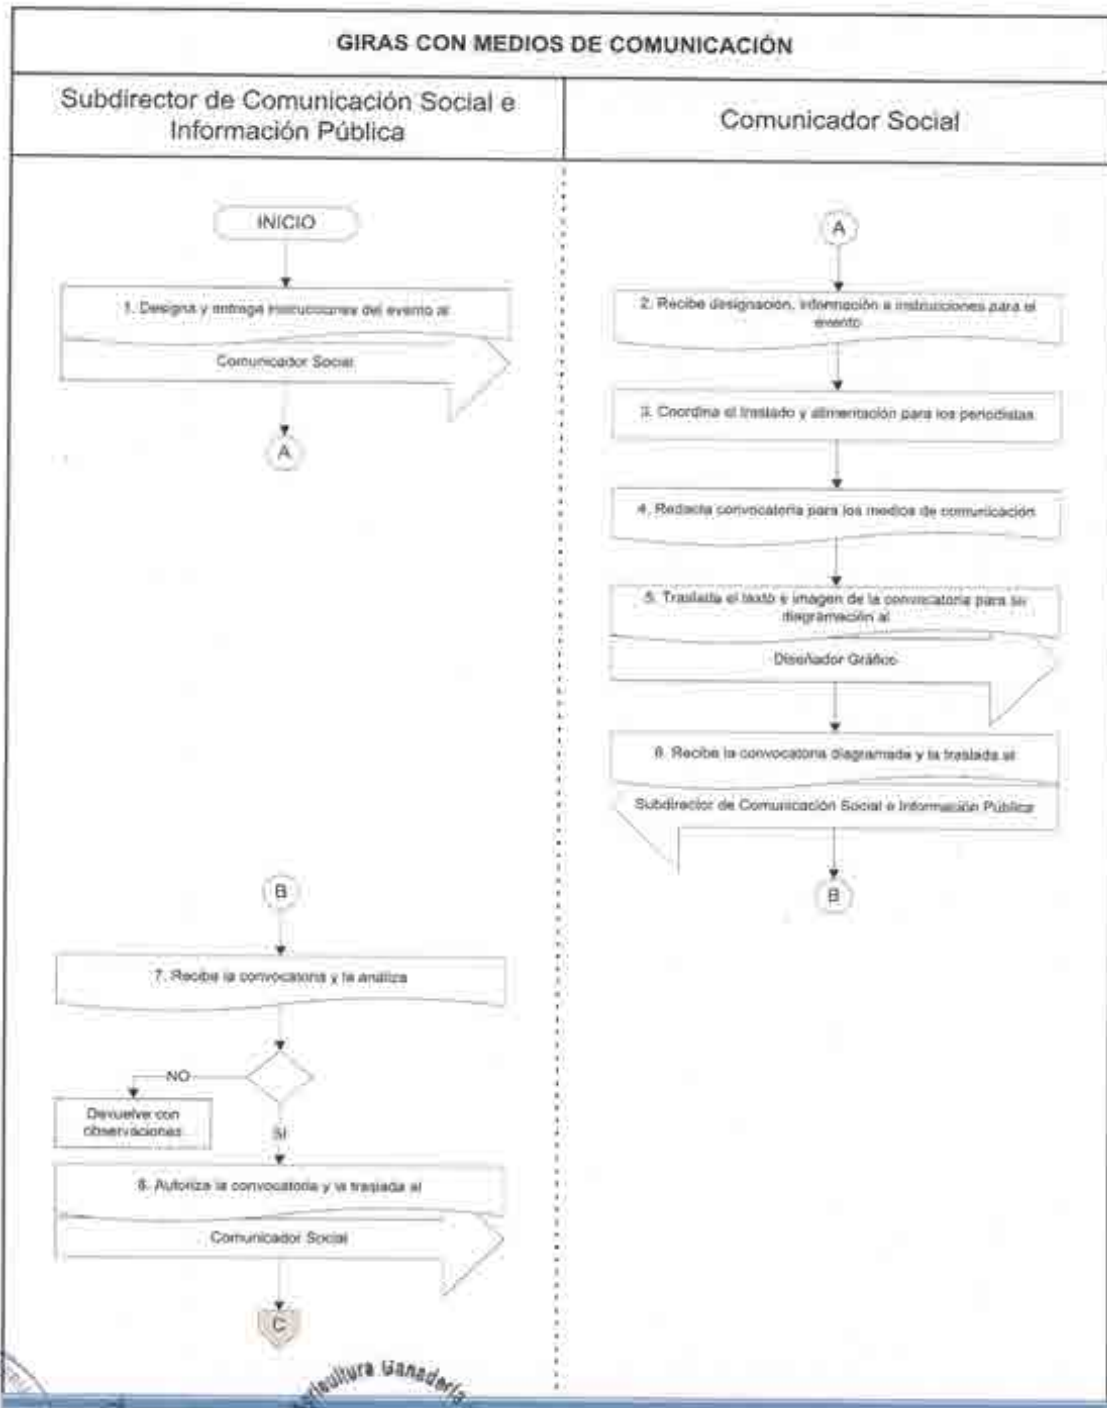 GIRAS CON MEDIOS DE COMUNICACIÓN
Subdirector de Comunicación Social e
Información Pública
Comunicador Social
INICIO
1. Designa y entrega instrucciones del evento al
Comunicador Social
A
A
2. Recibe designación, información e instrucciones para el
evento
3. Coordina el traslado y alimentación para los periodistas
4. Redacta convocatoria para los medios de comunicación
5. Traslada el texto e imagen de la convocatoria para su
diagramación al
Diseñador Gráfico
6. Recibe la convocatoria diagramada y la traslada al
Subdirector de Comunicación Social e Información Pública
B
B
7. Recibe la convocatoria y la analiza
NO
Devuelve con
observaciones
SI
8. Autoriza la convocatoria y la traslada al
Comunicador Social
C
Ganadería